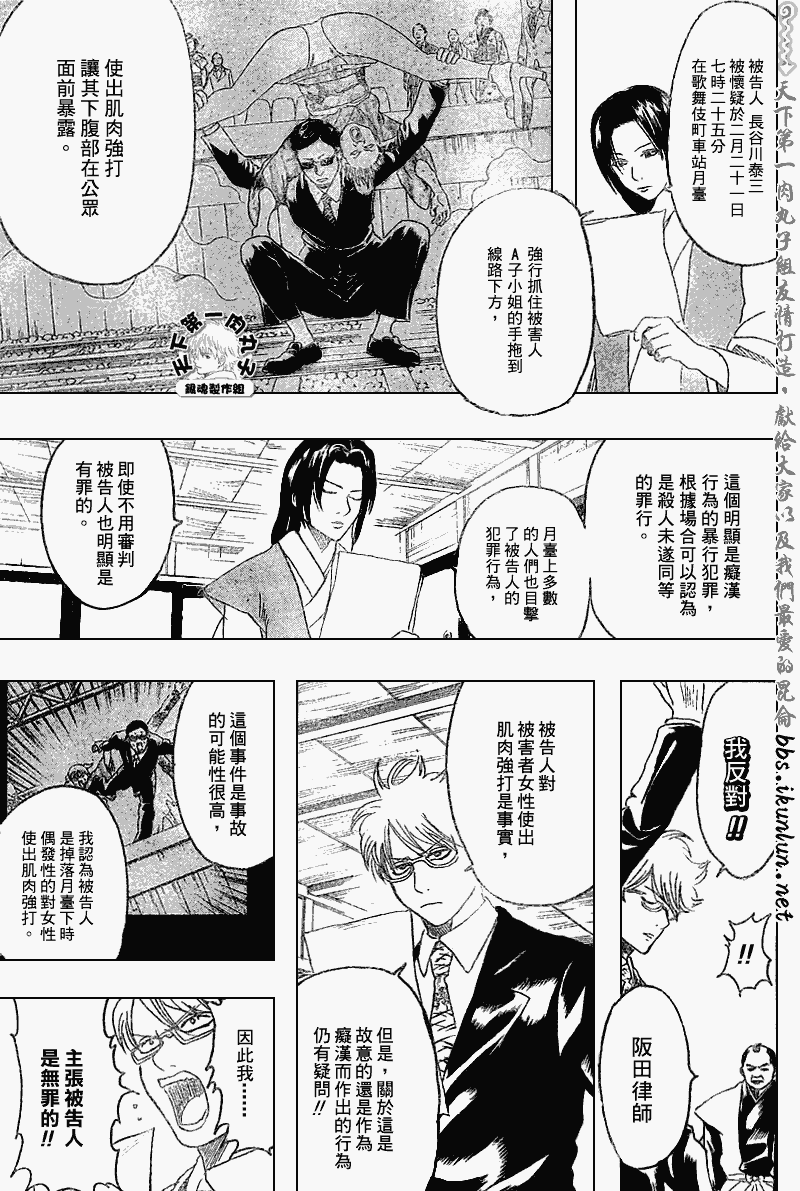 被告人 長谷川泰三
被懷疑於二月二十一日
七時二十五分
在歌舞伎町車站月臺
強行抓住被害人
A子小姐的手拖到
線路下方，
使出肌肉強打
讓其下腹部在公眾
面前暴露。
天下第一肉丸子
銀魂製作組
這個明顯是癡漢
行為的暴行犯罪，
根據場合可以認為
是殺人未遂同等
的罪行。
月臺上多數
的人們也目擊
了被告人的
犯罪行為，
即使不用審判
被告人也明顯是
有罪的。
我反對!!
!!
阪田律師
被告人對
被害者女性使出
肌肉強打是事實，
但是，關於這是
故意的還是作為
癡漢而作出的行為
仍有疑問!!
這個事件是事故
的可能性很高，
我認為被告人
是掉落月臺下時
偶發性的對女性
使出肌肉強打。
因此我……
主張被告人
是無罪的!!
天下第一肉丸子組友情打造，獻給大家以及我們最愛的昆侖_bbs.ikunlun.net